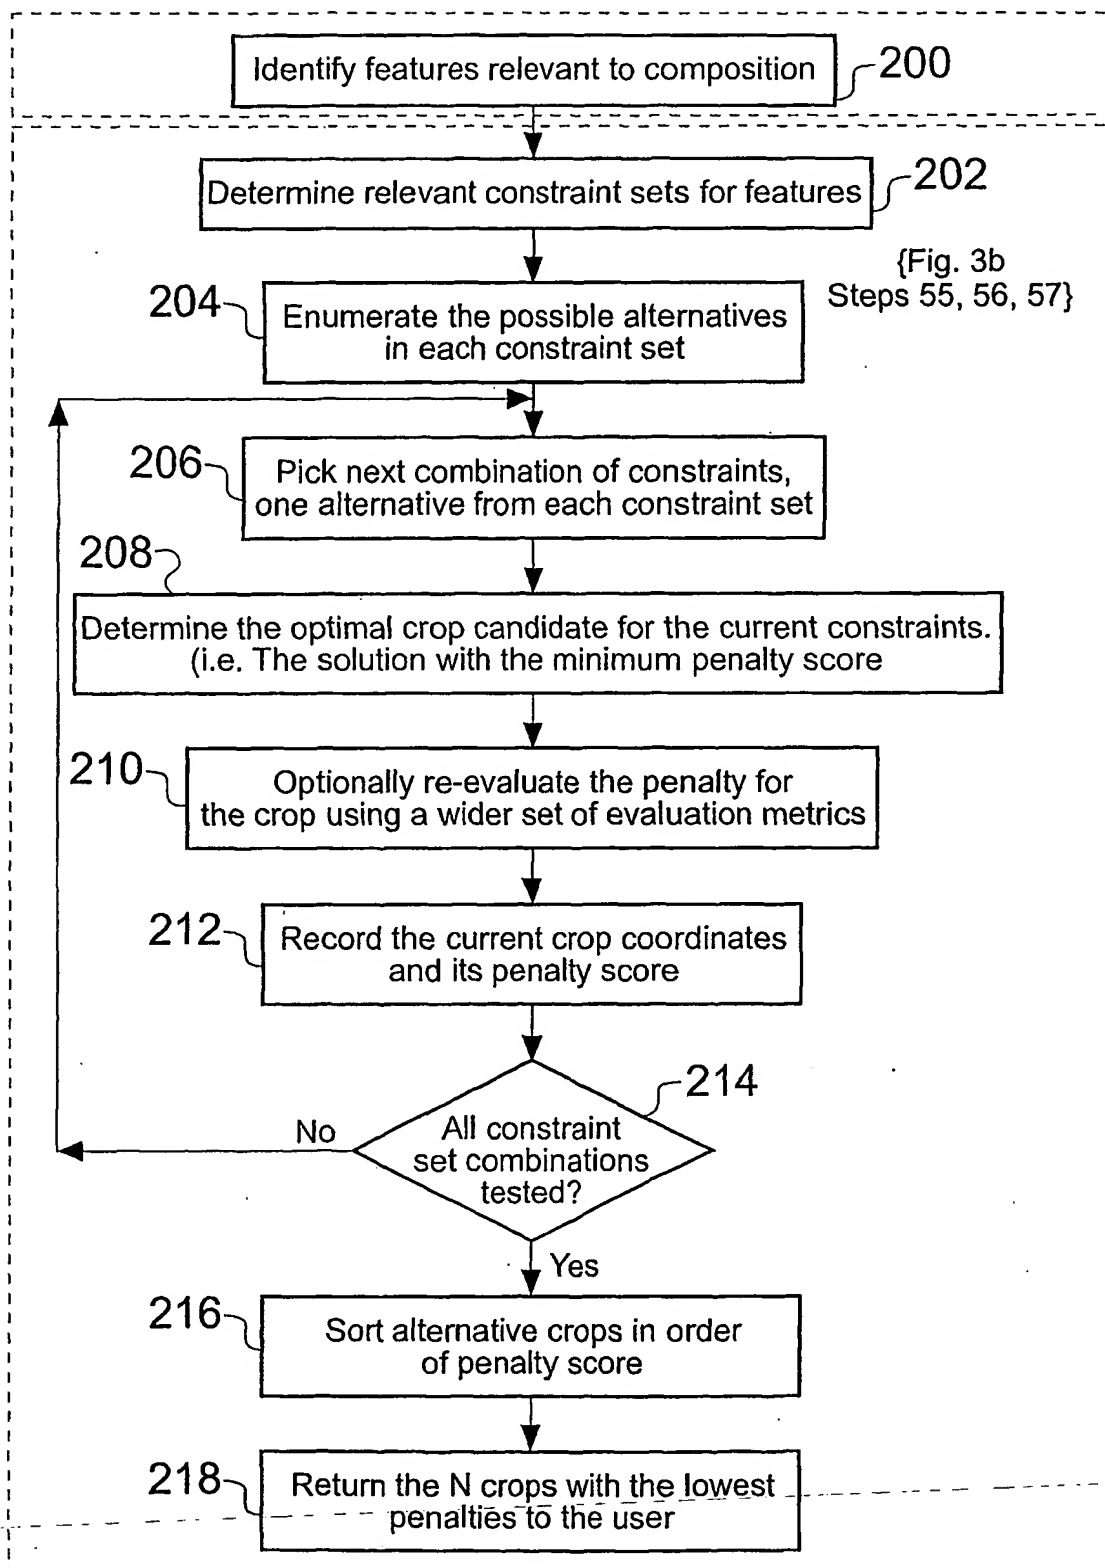 Identify features relevant to composition
200
Determine relevant constraint sets for features
202
{Fig. 3b
Steps 55, 56, 57}
204
Enumerate the possible alternatives
in each constraint set
206
Pick next combination of constraints,
one alternative from each constraint set
208
Determine the optimal crop candidate for the current constraints.
(i.e. The solution with the minimum penalty score
210
Optionally re-evaluate the penalty for
the crop using a wider set of evaluation metrics
212
Record the current crop coordinates
and its penalty score
214
No
All constraint
set combinations
tested?
Yes
216
Sort alternative crops in order
of penalty score
218
Return the N crops with the lowest
penalties to the user